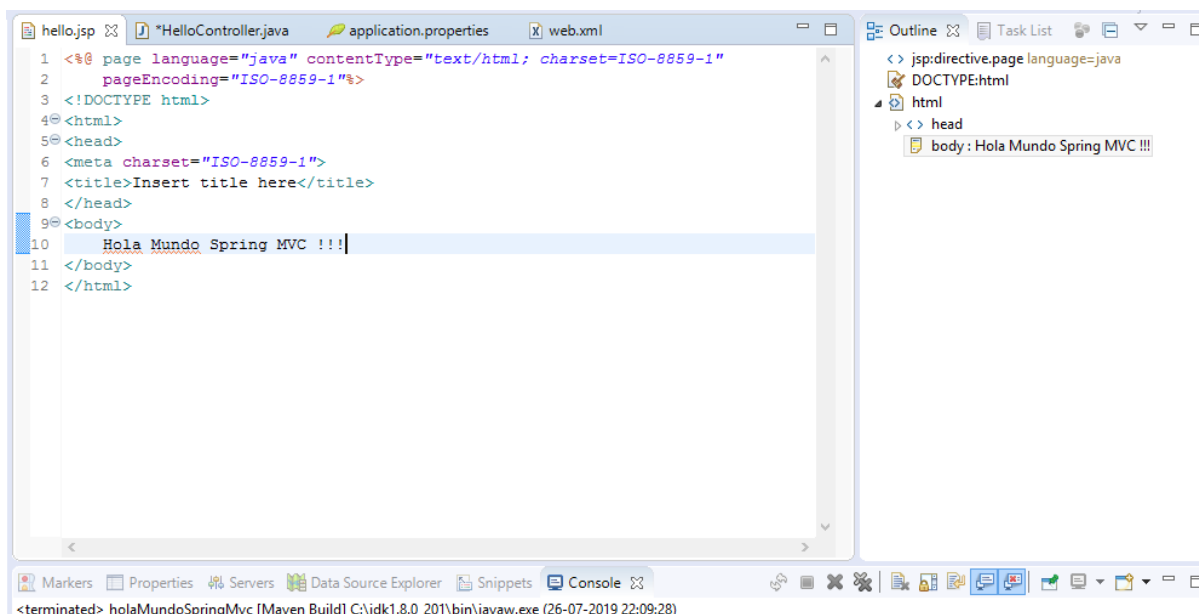 hello.jsp *HelloController.java application.properties web.xml
Outline Task List
1 <%@ page language="java" contentType="text/html; charset=ISO-8859-1"
2 pageEncoding="ISO-8859-1"%>
3 <!DOCTYPE html>
4 <html>
5 <head>
6 <meta charset="ISO-8859-1">
7 <title>Insert title here</title>
8 </head>
9 <body>
10 Hola Mundo Spring MVC !!!
11 </body>
12 </html>
jsp:directive.page language=java
DOCTYPE:html
html
head
body : Hola Mundo Spring MVC !!!
Markers Properties Servers Data Source Explorer Snippets Console
<terminated> holaMundoSpringMvc [Maven Build] C:\jdk1.8.0_201\bin\javaw.exe (26-07-2019 22:09:28)